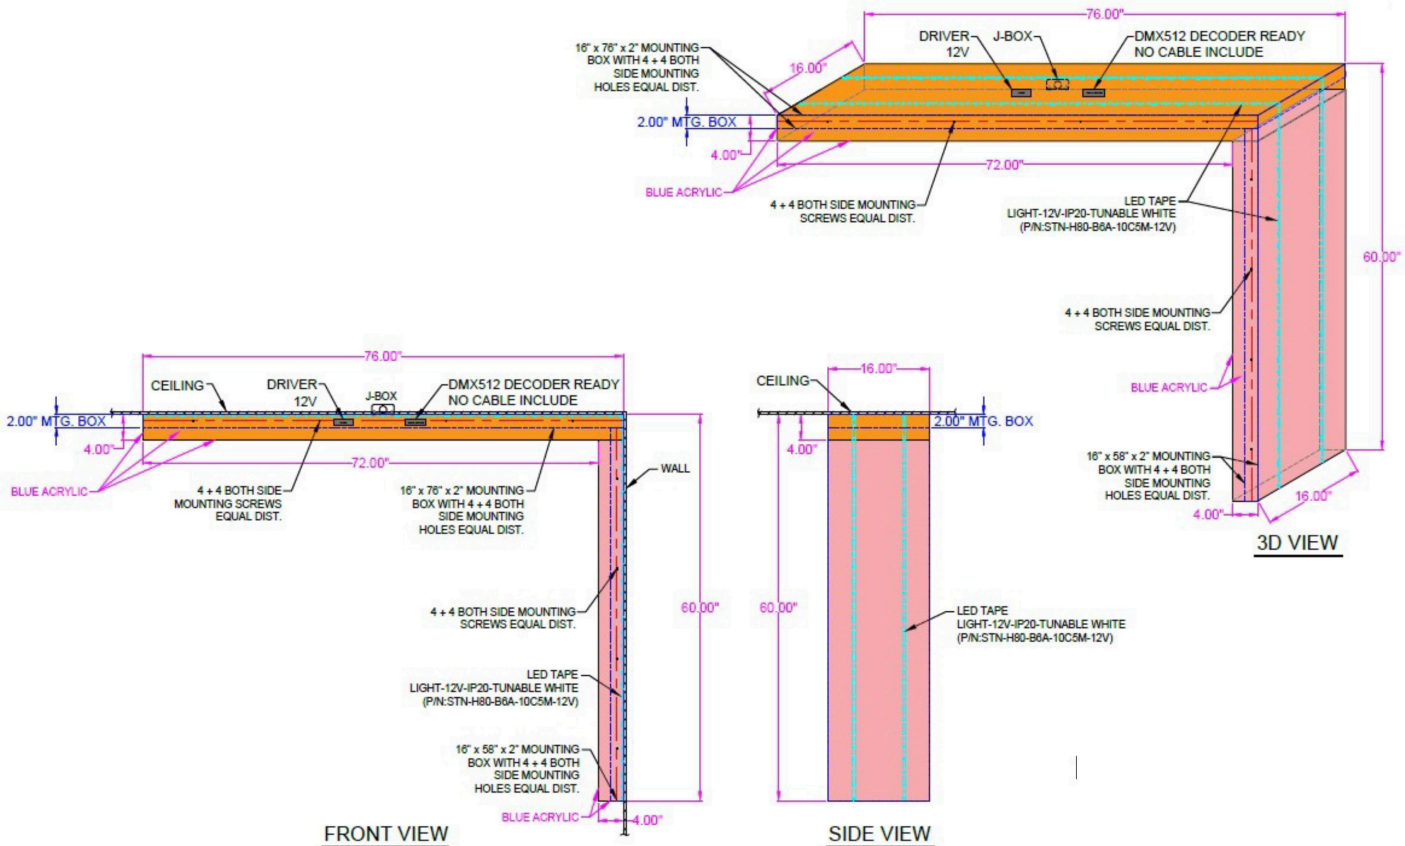 76.00"
DRIVER
12V
J-BOX
DMX512 DECODER READY
NO CABLE INCLUDE
16" x 76" x 2" MOUNTING
BOX WITH 4 + 4 BOTH
SIDE MOUNTING
HOLES EQUAL DIST.
16.00"
2.00" MTG. BOX
4.00"
72.00"
BLUE ACRYLIC
4 + 4 BOTH SIDE MOUNTING
SCREWS EQUAL DIST.
LED TAPE
LIGHT-12V-IP20-TUNABLE WHITE
(P/N:STN-H80-B6A-10C5M-12V)
60.00"
4 + 4 BOTH SIDE MOUNTING
SCREWS EQUAL DIST.
BLUE ACRYLIC
16" x 58" x 2" MOUNTING
BOX WITH 4 + 4 BOTH
SIDE MOUNTING
HOLES EQUAL DIST.
16.00"
4.00"
3D VIEW
76.00"
CEILING
DRIVER
12V
J-BOX
DMX512 DECODER READY
NO CABLE INCLUDE
2.00" MTG. BOX
4.00"
72.00"
BLUE ACRYLIC
4 + 4 BOTH SIDE
MOUNTING SCREWS
EQUAL DIST.
16" x 76" x 2" MOUNTING
BOX WITH 4 + 4 BOTH
SIDE MOUNTING
HOLES EQUAL DIST.
WALL
60.00"
4 + 4 BOTH SIDE MOUNTING
SCREWS EQUAL DIST.
LED TAPE
LIGHT-12V-IP20-TUNABLE WHITE
(P/N:STN-H80-B6A-10C5M-12V)
16" x 58" x 2" MOUNTING
BOX WITH 4 + 4 BOTH
SIDE MOUNTING
HOLES EQUAL DIST.
BLUE ACRYLIC
4.00"
FRONT VIEW
16.00"
CEILING
2.00" MTG. BOX
4.00"
60.00"
LED TAPE
LIGHT-12V-IP20-TUNABLE WHITE
(P/N:STN-H80-B6A-10C5M-12V)
SIDE VIEW